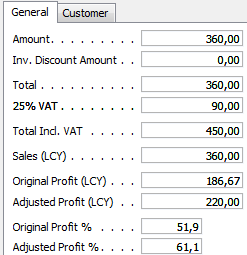 General Customer
Amount . . . . . . . . . . 360,00
Inv. Discount Amount . . 0,00
Total . . . . . . . . . . . . 360,00
25% VAT . . . . . . . . . 90,00
Total Incl. VAT . . . . . . 450,00
Sales (LCY) . . . . . . . . 360,00
Original Profit (LCY) . . . 186,67
Adjusted Profit (LCY) . . 220,00
Original Profit % . . . . 51,9
Adjusted Profit % . . . . 61,1